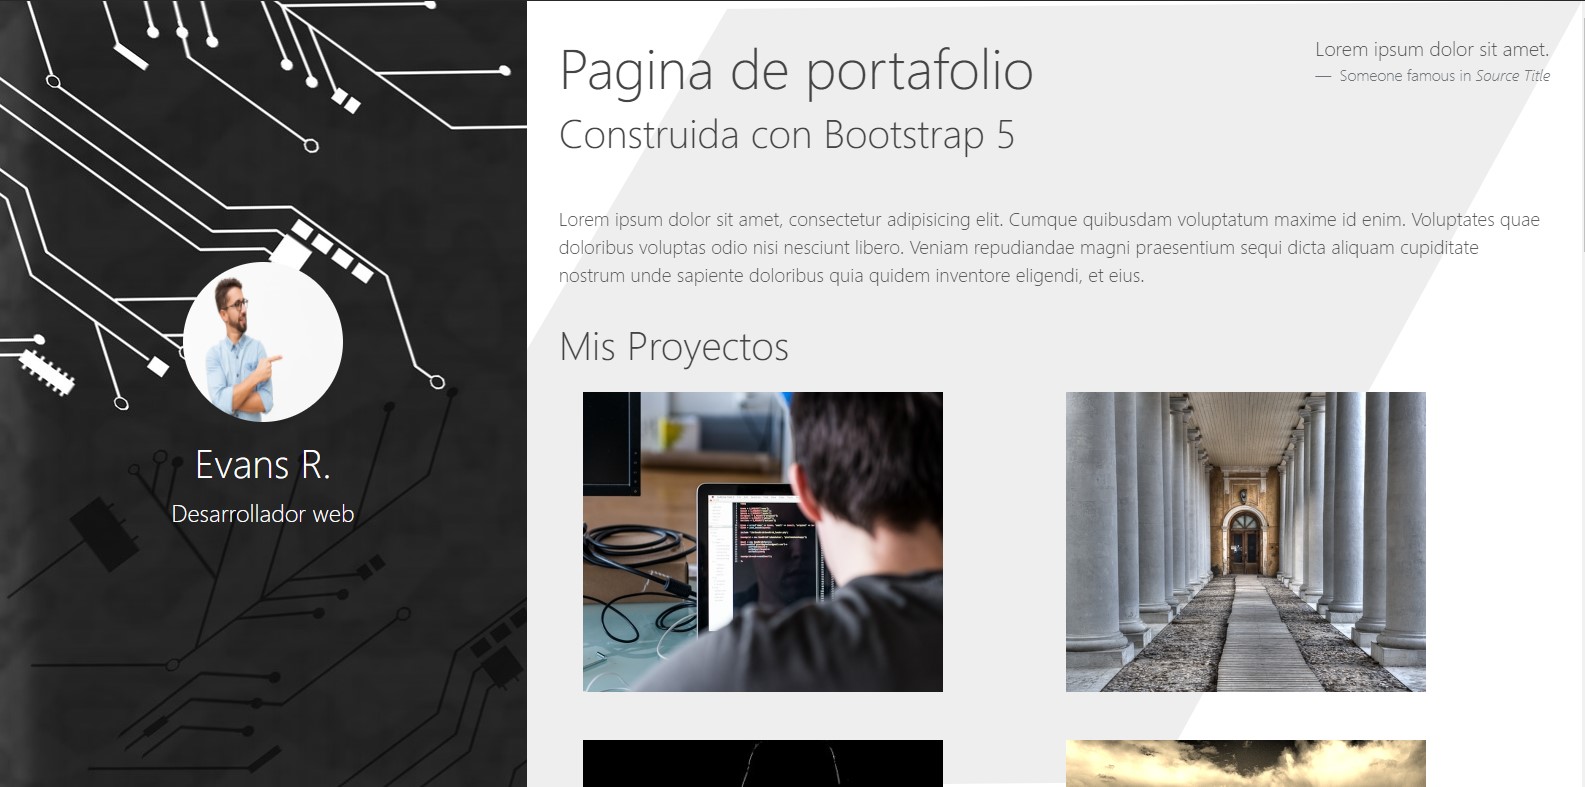 Evans R.
Desarrollador web
Pagina de portafolio
Construida con Bootstrap 5
Lorem ipsum dolor sit amet.
— Someone famous in Source Title
Lorem ipsum dolor sit amet, consectetur adipisicing elit. Cumque quibusdam voluptatum maxime id enim. Voluptates quae
doloribus voluptas odio nisi nesciunt libero. Veniam repudiandae magni praesentium sequi dicta aliquam cupiditate
nostrum unde sapiente doloribus quia quidem inventore eligendi, et eius.
Mis Proyectos